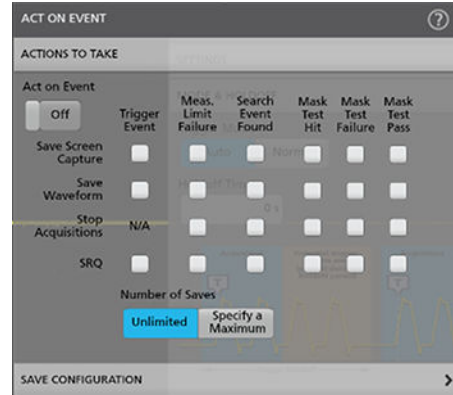 ACT ON EVENT
?
ACTIONS TO TAKE
Act on Event
Off
Trigger Event
Meas. Limit Failure
Search Event Found
Mask Test Hit
Mask Test Failure
Mask Test Pass
Save Screen Capture
Save Waveform
Stop Acquisitions
N/A
SRQ
Number of Saves
Unlimited
Specify a Maximum
SAVE CONFIGURATION